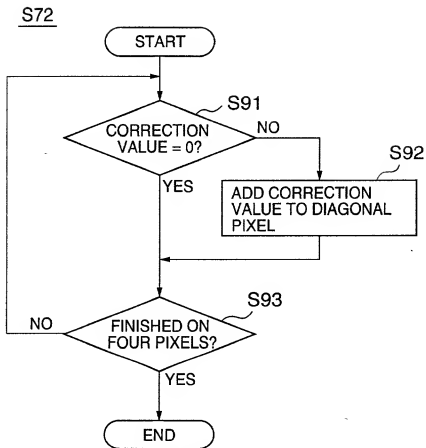 S72
START
S91
CORRECTION
VALUE = 0?
NO
YES
S92
ADD CORRECTION
VALUE TO DIAGONAL
PIXEL
S93
NO
FINISHED ON
FOUR PIXELS?
YES
END